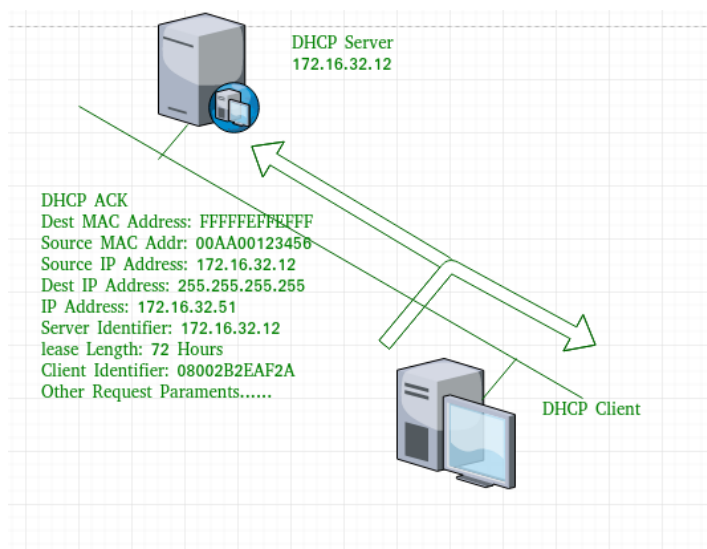 DHCP Server
172.16.32.12
DHCP ACK
Dest MAC Address: FFFFFEFFEFFF
Source MAC Addr: 00AA00123456
Source IP Address: 172.16.32.12
Dest IP Address: 255.255.255.255
IP Address: 172.16.32.51
Server Identifier: 172.16.32.12
lease Length: 72 Hours
Client Identifier: 08002B2EAF2A
Other Request Paraments......
DHCP Client